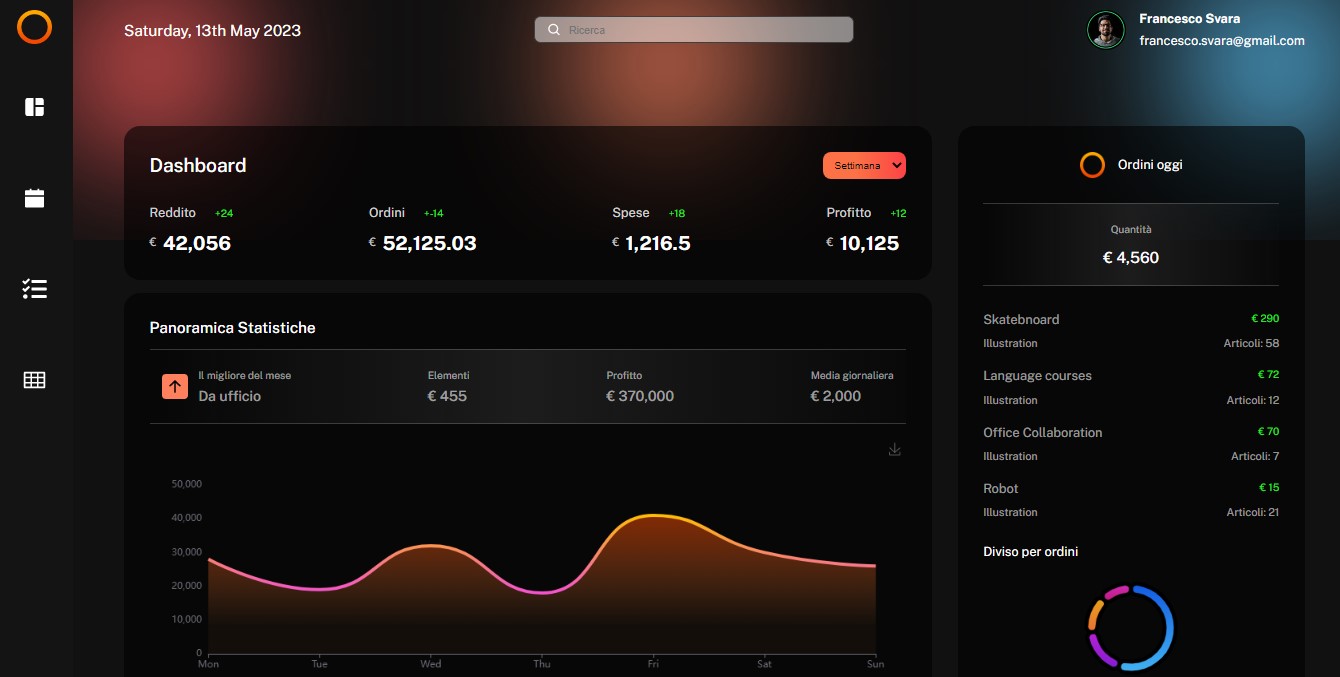 Saturday, 13th May 2023
Ricerca
Francesco Svara
francesco.svara@gmail.com
Dashboard
Settimana
Reddito +24
€ 42,056
Ordini +-14
€ 52,125.03
Spese +18
€ 1,216.5
Profitto +12
€ 10,125
Panoramica Statistiche
Il migliore del mese
Da ufficio
Elementi
€ 455
Profitto
€ 370,000
Media giornaliera
€ 2,000
50,000
40,000
30,000
20,000
10,000
0
Mon Tue Wed Thu Fri Sat Sun
Ordini oggi
Quantità
€ 4,560
Skatebnoard € 290
Illustration Articoli: 58
Language courses € 72
Illustration Articoli: 12
Office Collaboration € 70
Illustration Articoli: 7
Robot € 15
Illustration Articoli: 21
Diviso per ordini